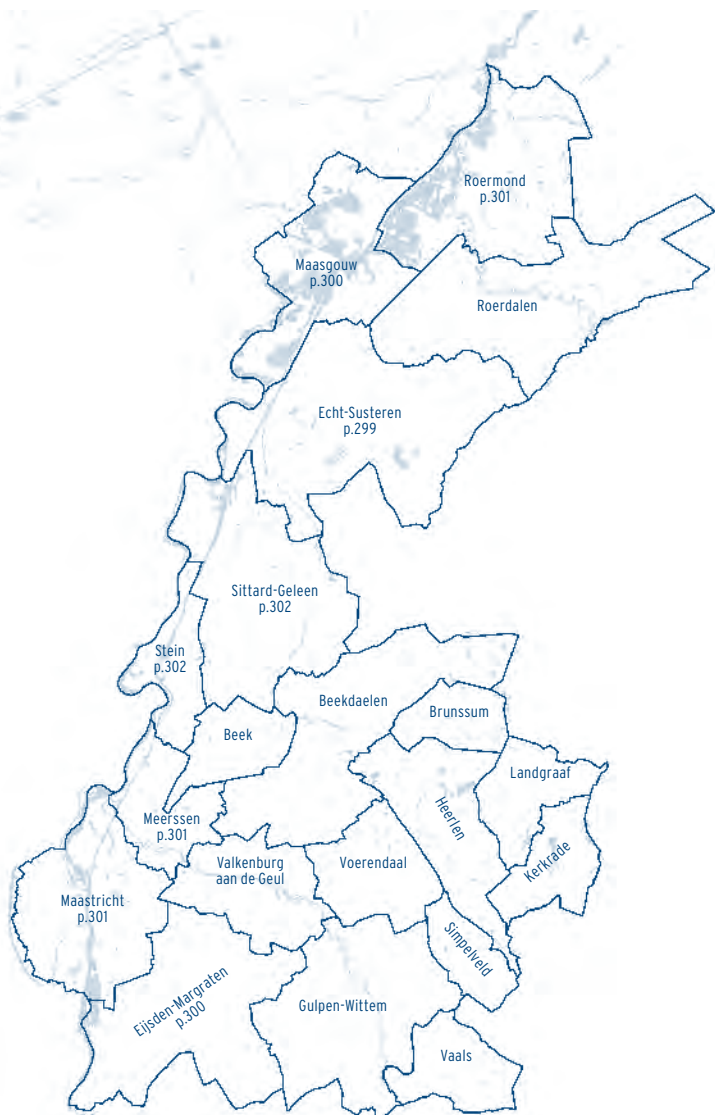 Roermond
p.301
Maasgouw
p.300
Roerdalen
Echt-Susteren
p.299
Sittard-Geleen
p.302
Stein
p.302
Beekdaelen
Brunssum
Beek
Landgraaf
Heerlen
Meerssen
p.301
Valkenburg
aan de Geul
Voerendaal
Kerkrade
Maastricht
p.301
Simpelveld
Eijsden-Margraten
p.300
Gulpen-Wittem
Vaals